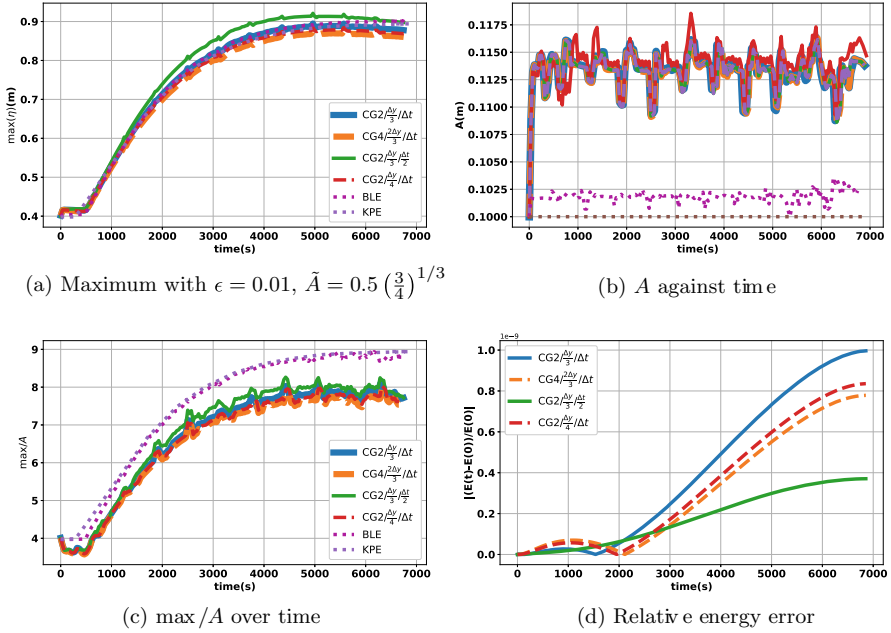 0.9
0.8
0.7
0.6
0.5
0.4
max(η)(m)
0 1000 2000 3000 4000 5000 6000 7000
time(s)
CG2/Δy/3/Δt
CG4/2Δy/3/Δt
CG2/Δy/3/Δt/2
CG2/Δy/4/Δt
BLE
KPE
(a) Maximum with ϵ = 0.01, Ã = 0.5 (3/4)^1/3
0.1175
0.1150
0.1125
0.1100
0.1075
0.1050
0.1025
0.1000
A(m)
0 1000 2000 3000 4000 5000 6000 7000
time(s)
(b) A against time
9
8
7
6
5
4
max/A
0 1000 2000 3000 4000 5000 6000 7000
time(s)
CG2/Δy/3/Δt
CG4/2Δy/3/Δt
CG2/Δy/3/Δt/2
CG2/Δy/4/Δt
BLE
KPE
(c) max /A over time
1e-9
1.0
0.8
0.6
0.4
0.2
0.0
|(E(t)-E(0))/E(0)|
0 1000 2000 3000 4000 5000 6000 7000
time(s)
CG2/Δy/3/Δt
CG4/2Δy/3/Δt
CG2/Δy/3/Δt/2
CG2/Δy/4/Δt
(d) Relative energy error